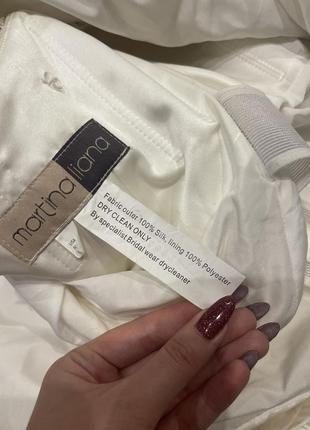 martina liana
Fabric outer 100% Silk, lining 100% Polyester
DRY CLEAN ONLY
By specialist Bridal wear drycleaner